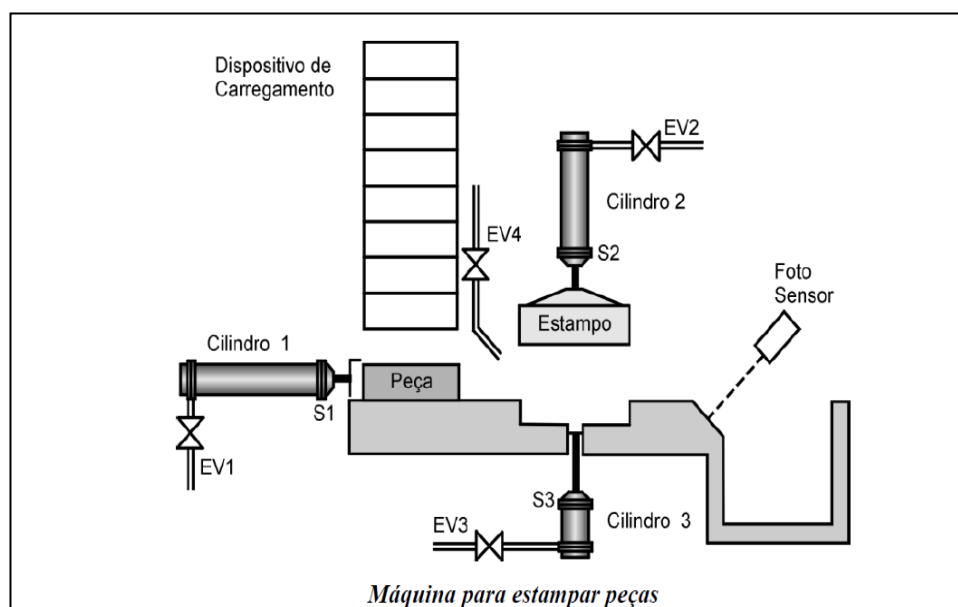 Dispositivo de
Carregamento
EV2
Cilindro 2
EV4
S2
Foto
Sensor
Estampo
Cilindro 1
Peça
S1
EV1
S3
Cilindro 3
EV3
Máquina para estampar peças